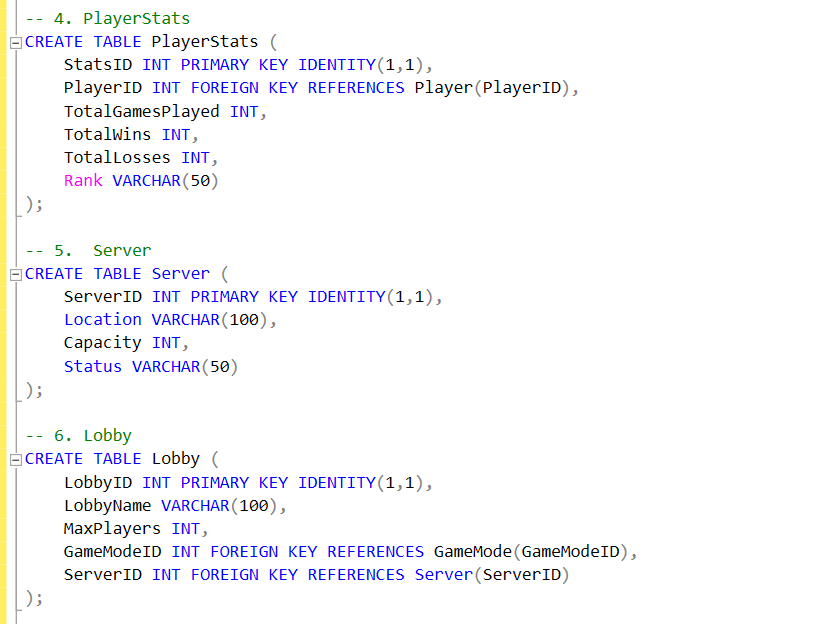 -- 4. PlayerStats
CREATE TABLE PlayerStats (
StatsID INT PRIMARY KEY IDENTITY(1,1),
PlayerID INT FOREIGN KEY REFERENCES Player(PlayerID),
TotalGamesPlayed INT,
TotalWins INT,
TotalLosses INT,
Rank VARCHAR(50)
);
-- 5.  Server
CREATE TABLE Server (
ServerID INT PRIMARY KEY IDENTITY(1,1),
Location VARCHAR(100),
Capacity INT,
Status VARCHAR(50)
);
-- 6. Lobby
CREATE TABLE Lobby (
LobbyID INT PRIMARY KEY IDENTITY(1,1),
LobbyName VARCHAR(100),
MaxPlayers INT,
GameModeID INT FOREIGN KEY REFERENCES GameMode(GameModeID),
ServerID INT FOREIGN KEY REFERENCES Server(ServerID)
);